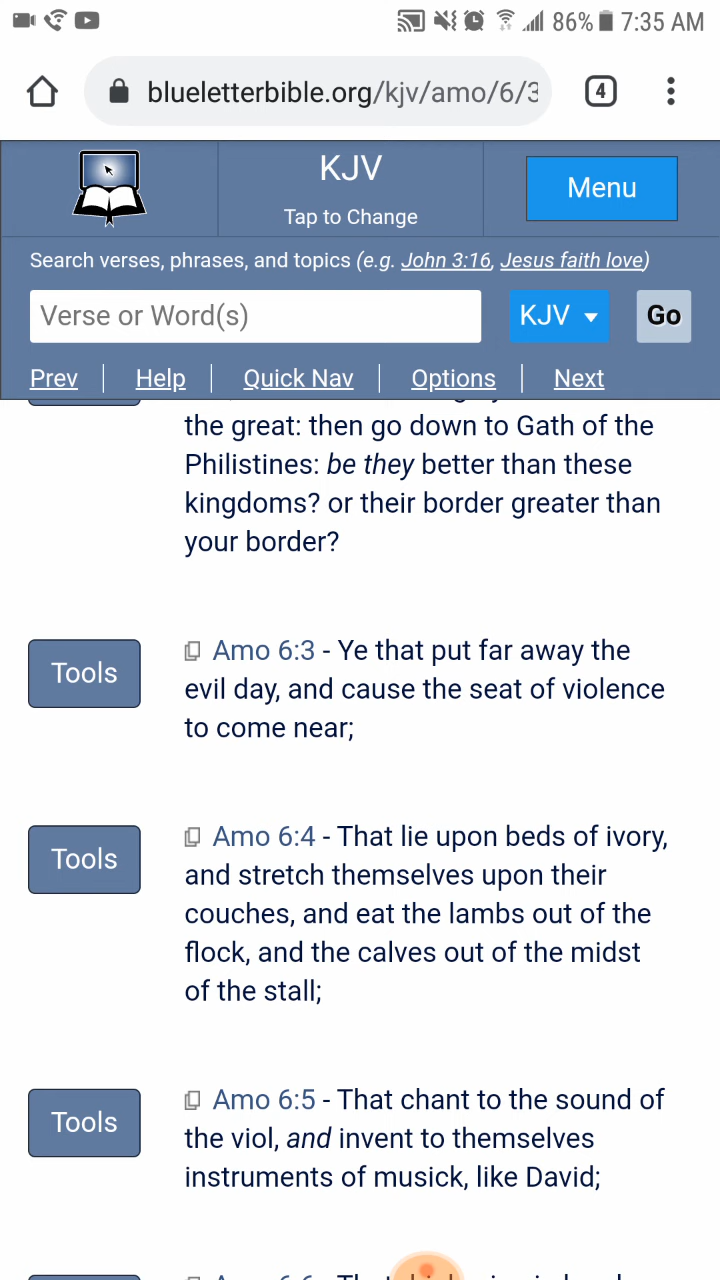 86% 7:35 AM
blueletterbible.org/kjv/amo/6/3
4
KJV
Tap to Change
Menu
Search verses, phrases, and topics (e.g. John 3:16, Jesus faith love)
Verse or Word(s)
KJV
Go
Prev | Help | Quick Nav | Options | Next
the great: then go down to Gath of the
Philistines: be they better than these
kingdoms? or their border greater than
your border?
Tools
Amo 6:3 - Ye that put far away the
evil day, and cause the seat of violence
to come near;
Tools
Amo 6:4 - That lie upon beds of ivory,
and stretch themselves upon their
couches, and eat the lambs out of the
flock, and the calves out of the midst
of the stall;
Tools
Amo 6:5 - That chant to the sound of
the viol, and invent to themselves
instruments of musick, like David;